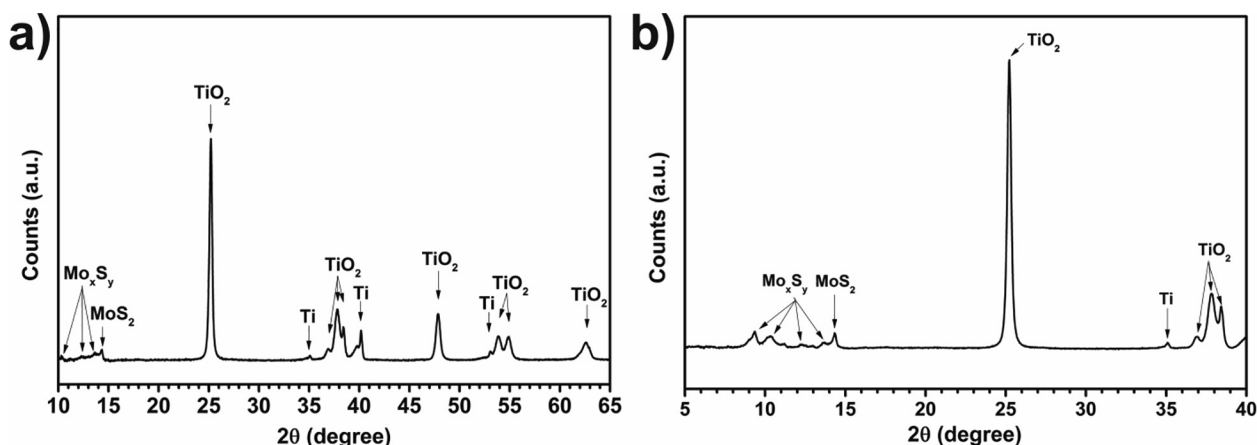 a)
Counts (a.u.)
TiO₂
MoₓSᵧ
MoS₂
Ti
TiO₂
Ti
TiO₂
Ti
TiO₂
TiO₂
10 15 20 25 30 35 40 45 50 55 60 65
2θ (degree)
b)
Counts (a.u.)
TiO₂
MoₓSᵧ
MoS₂
Ti
TiO₂
5 10 15 20 25 30 35 40
2θ (degree)